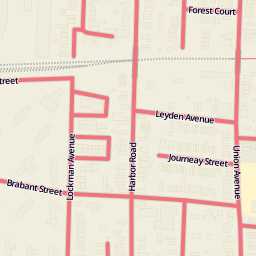 Forest Court
street
Leyden Avenue
Journeay Street
Lockman Avenue
Harbor Road
Union Avenue
Brabant Street